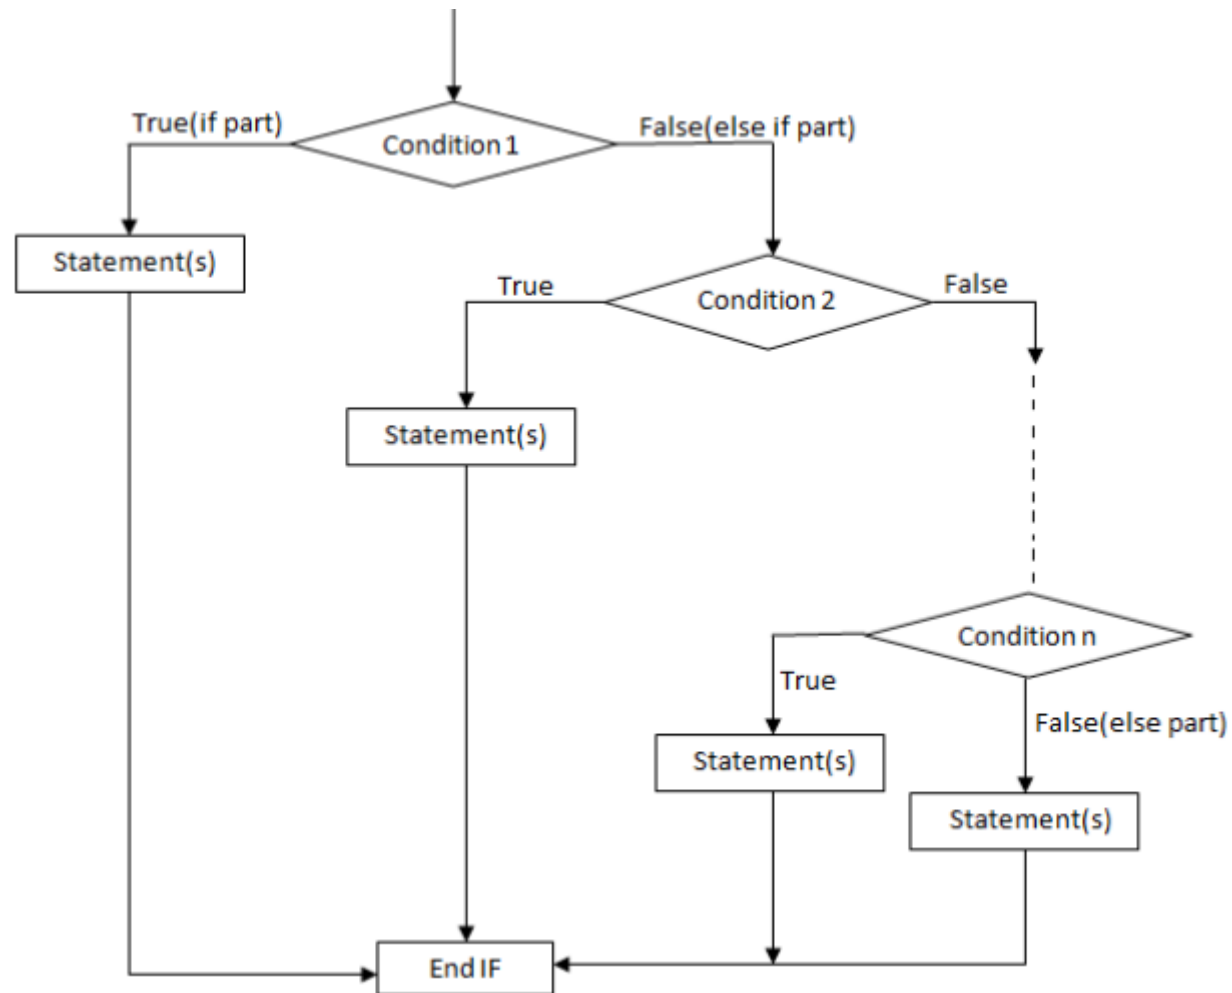 True(if part)
Condition 1
False(else if part)
Statement(s)
True
Condition 2
False
Statement(s)
Condition n
True
False(else part)
Statement(s)
Statement(s)
End IF